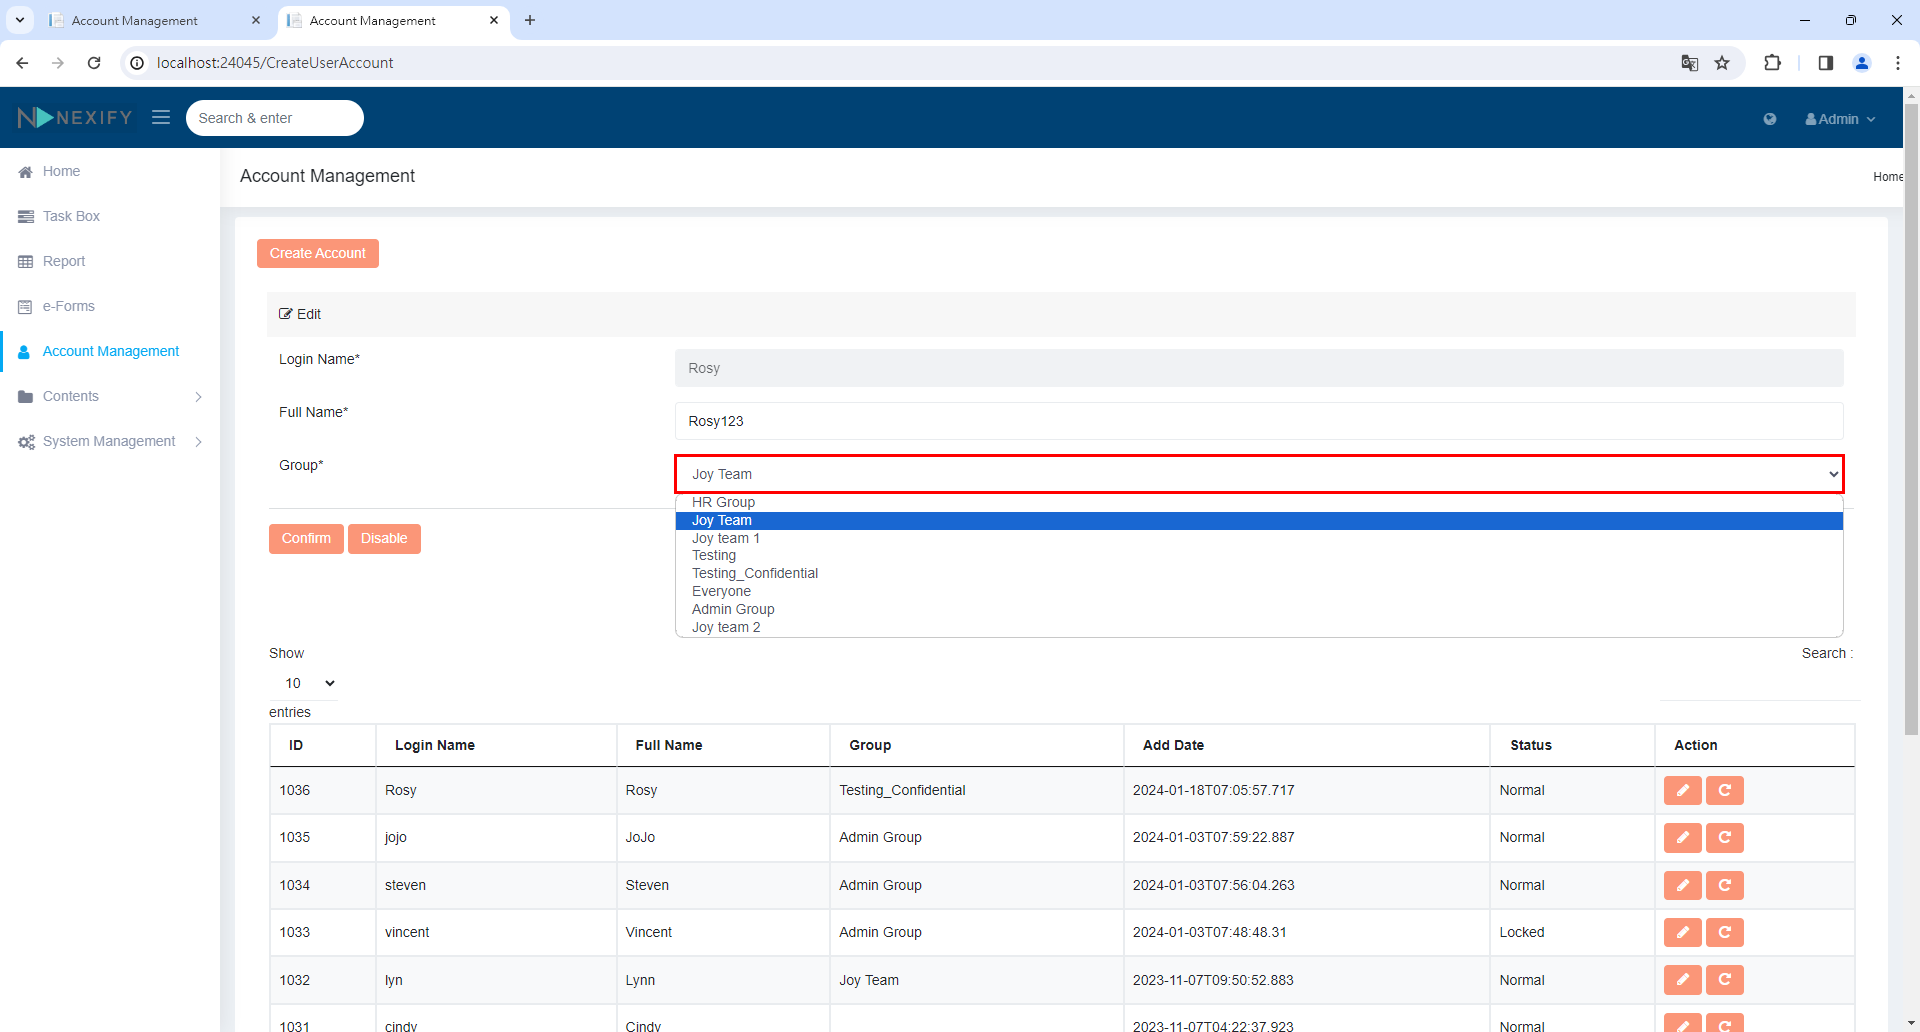 Account Management
Account Management
localhost:24045/CreateUserAccount
NEXIFY
Search & enter
Admin
Home
Task Box
Report
e-Forms
Account Management
Contents
System Management
Account Management
Home
Create Account
Edit
Login Name*
Rosy
Full Name*
Rosy123
Group*
Joy Team
HR Group
Joy Team
Joy team 1
Testing
Testing_Confidential
Everyone
Admin Group
Joy team 2
Confirm Disable
Show
10
entries
Search :
ID Login Name Full Name Group Add Date Status Action
1036 Rosy Rosy Testing_Confidential 2024-01-18T07:05:57.717 Normal
1035 jojo JoJo Admin Group 2024-01-03T07:59:22.887 Normal
1034 steven Steven Admin Group 2024-01-03T07:56:04.263 Normal
1033 vincent Vincent Admin Group 2024-01-03T07:48:48.31 Locked
1032 lyn Lynn Joy Team 2023-11-07T09:50:52.883 Normal
1031 cindy Cindy 2023-11-07T04:22:37.923 Normal